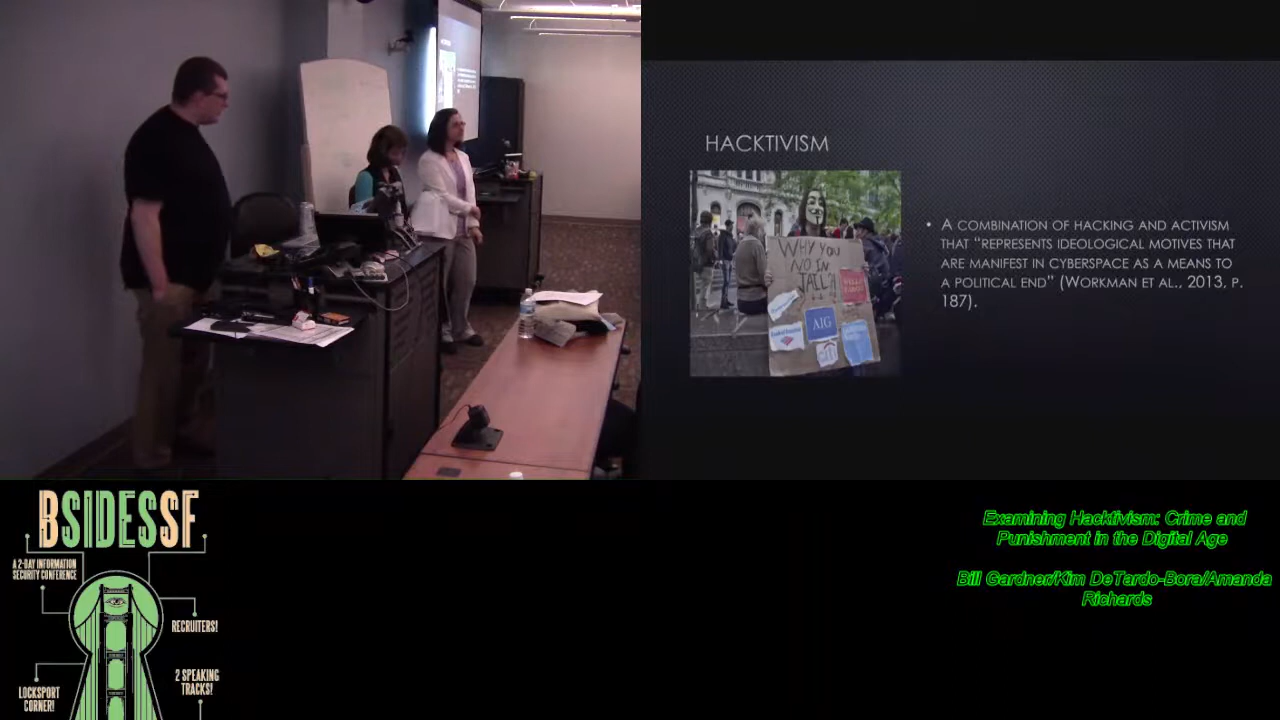 HACKTIVISM
WHY YOU
NO IN
JAIL?!
AIG
citi
• A COMBINATION OF HACKING AND ACTIVISM
THAT “REPRESENTS IDEOLOGICAL MOTIVES THAT
ARE MANIFEST IN CYBERSPACE AS A MEANS TO
A POLITICAL END” (WORKMAN ET AL., 2013, P.
187).
BSIDESSF
A 2-DAY INFORMATION
SECURITY CONFERENCE
RECRUITERS!
LOCKSPORT
CORNER!
2 SPEAKING
TRACKS!
Examining Hacktivism: Crime and
Punishment in the Digital Age
Bill Gardner/Kim DeTardo-Bora/Amanda
Richards